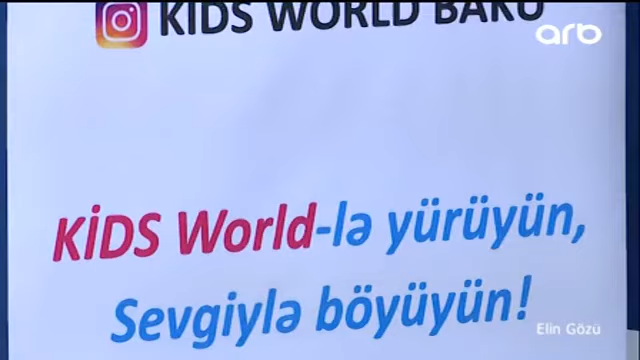 KIDS WORLD BAKU
arb
KİDS World-lə yürüyün,
Sevgiylə böyüyün!
Elin Gözü